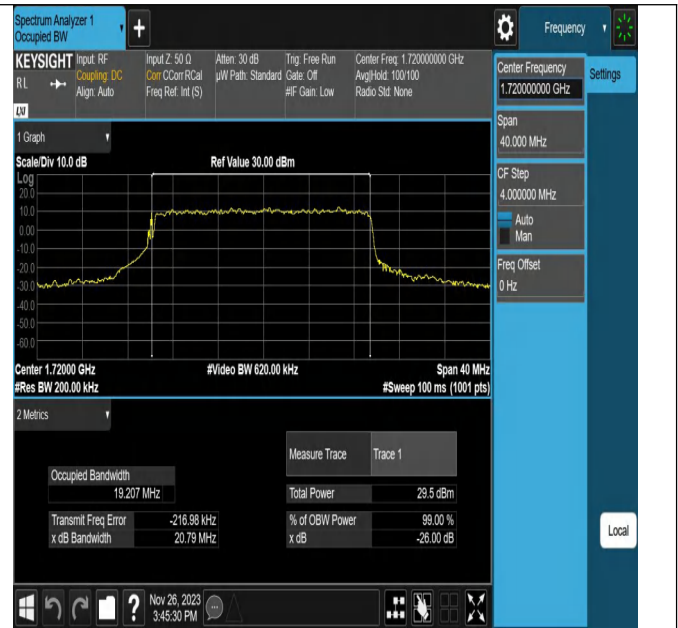 Spectrum Analyzer 1
Occupied BW
+
Frequency
KEYSIGHT
RL
LXI
Input: RF
Coupling: DC
Align: Auto
Input Z: 50 Ω
Corr CCorr RCal
Freq Ref: Int (S)
Atten: 30 dB
µW Path: Standard
Trig: Free Run
Gate: Off
#IF Gain: Low
Center Freq: 1.720000000 GHz
Avg|Hold: 100/100
Radio Std: None
Center Frequency
1.720000000 GHz
Settings
Span
40.000 MHz
CF Step
4.000000 MHz
Auto
Man
Freq Offset
0 Hz
1 Graph
Scale/Div 10.0 dB
Ref Value 30.00 dBm
Log
20.0
10.0
0.00
-10.0
-20.0
-30.0
-40.0
-50.0
-60.0
Center 1.72000 GHz
#Video BW 620.00 kHz
Span 40 MHz
#Res BW 200.00 kHz
#Sweep 100 ms (1001 pts)
2 Metrics
Measure Trace
Trace 1
Occupied Bandwidth
19.207 MHz
Total Power
29.5 dBm
Transmit Freq Error
-216.98 kHz
% of OBW Power
99.00 %
x dB Bandwidth
20.79 MHz
x dB
-26.00 dB
Local
?
Nov 26, 2023
3:45:30 PM